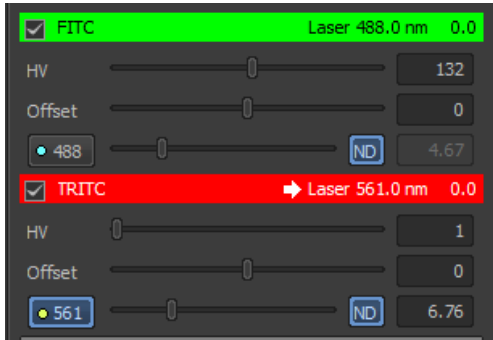 FITC Laser 488.0 nm 0.0
HV 132
Offset 0
488 ND 4.67
TRITC Laser 561.0 nm 0.0
HV 1
Offset 0
561 ND 6.76